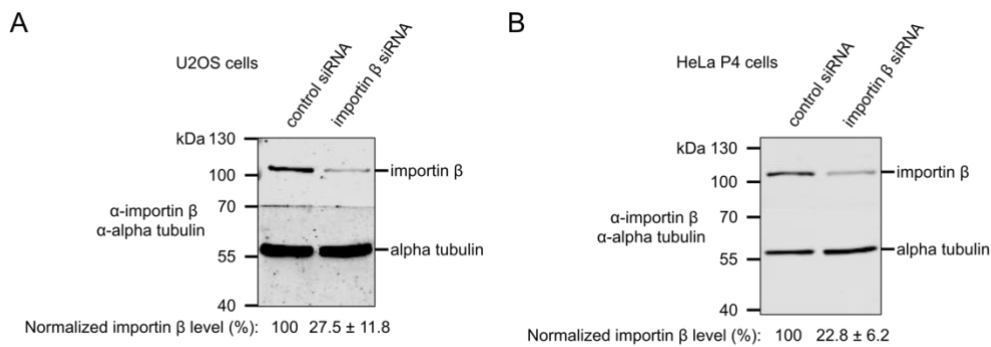 A
U2OS cells
control siRNA
importin β siRNA
kDa 130
100
70
55
40
importin β
α-importin β
α-alpha tubulin
alpha tubulin
Normalized importin β level (%): 100 27.5 ± 11.8
B
HeLa P4 cells
control siRNA
importin β siRNA
kDa 130
100
70
55
40
importin β
α-importin β
α-alpha tubulin
alpha tubulin
Normalized importin β level (%): 100 22.8 ± 6.2